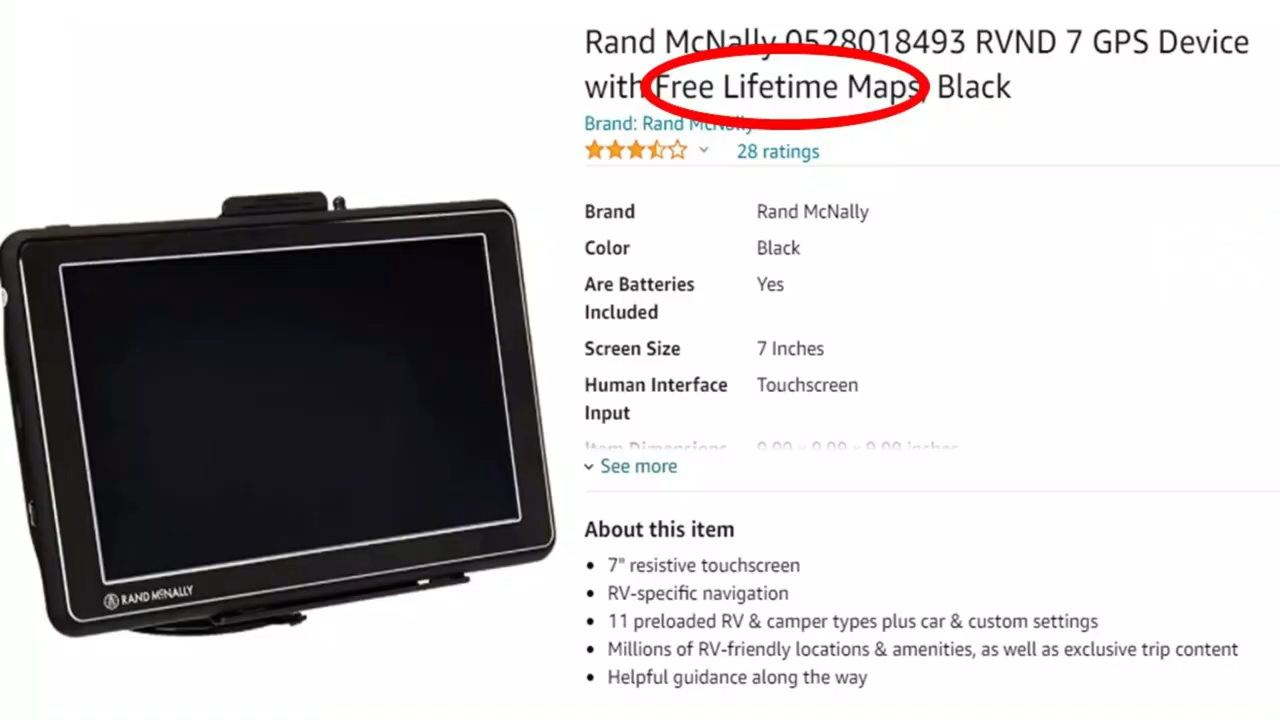 Rand McNally 0528018493 RVND 7 GPS Device
with Free Lifetime Maps, Black
Brand: Rand McNally
28 ratings
Brand Rand McNally
Color Black
Are Batteries Yes
Included
Screen Size 7 Inches
Human Interface Touchscreen
Input
Item Dimensions
See more
About this item
• 7" resistive touchscreen
• RV-specific navigation
• 11 preloaded RV & camper types plus car & custom settings
• Millions of RV-friendly locations & amenities, as well as exclusive trip content
• Helpful guidance along the way
RAND MCNALLY